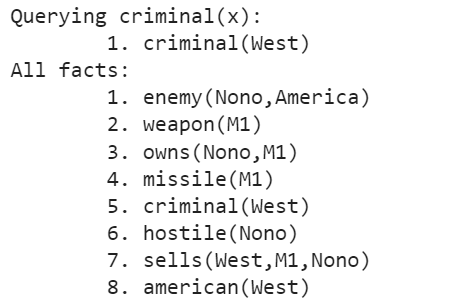 Querying criminal(x):
1. criminal(West)
All facts:
1. enemy(Nono,America)
2. weapon(M1)
3. owns(Nono,M1)
4. missile(M1)
5. criminal(West)
6. hostile(Nono)
7. sells(West,M1,Nono)
8. american(West)